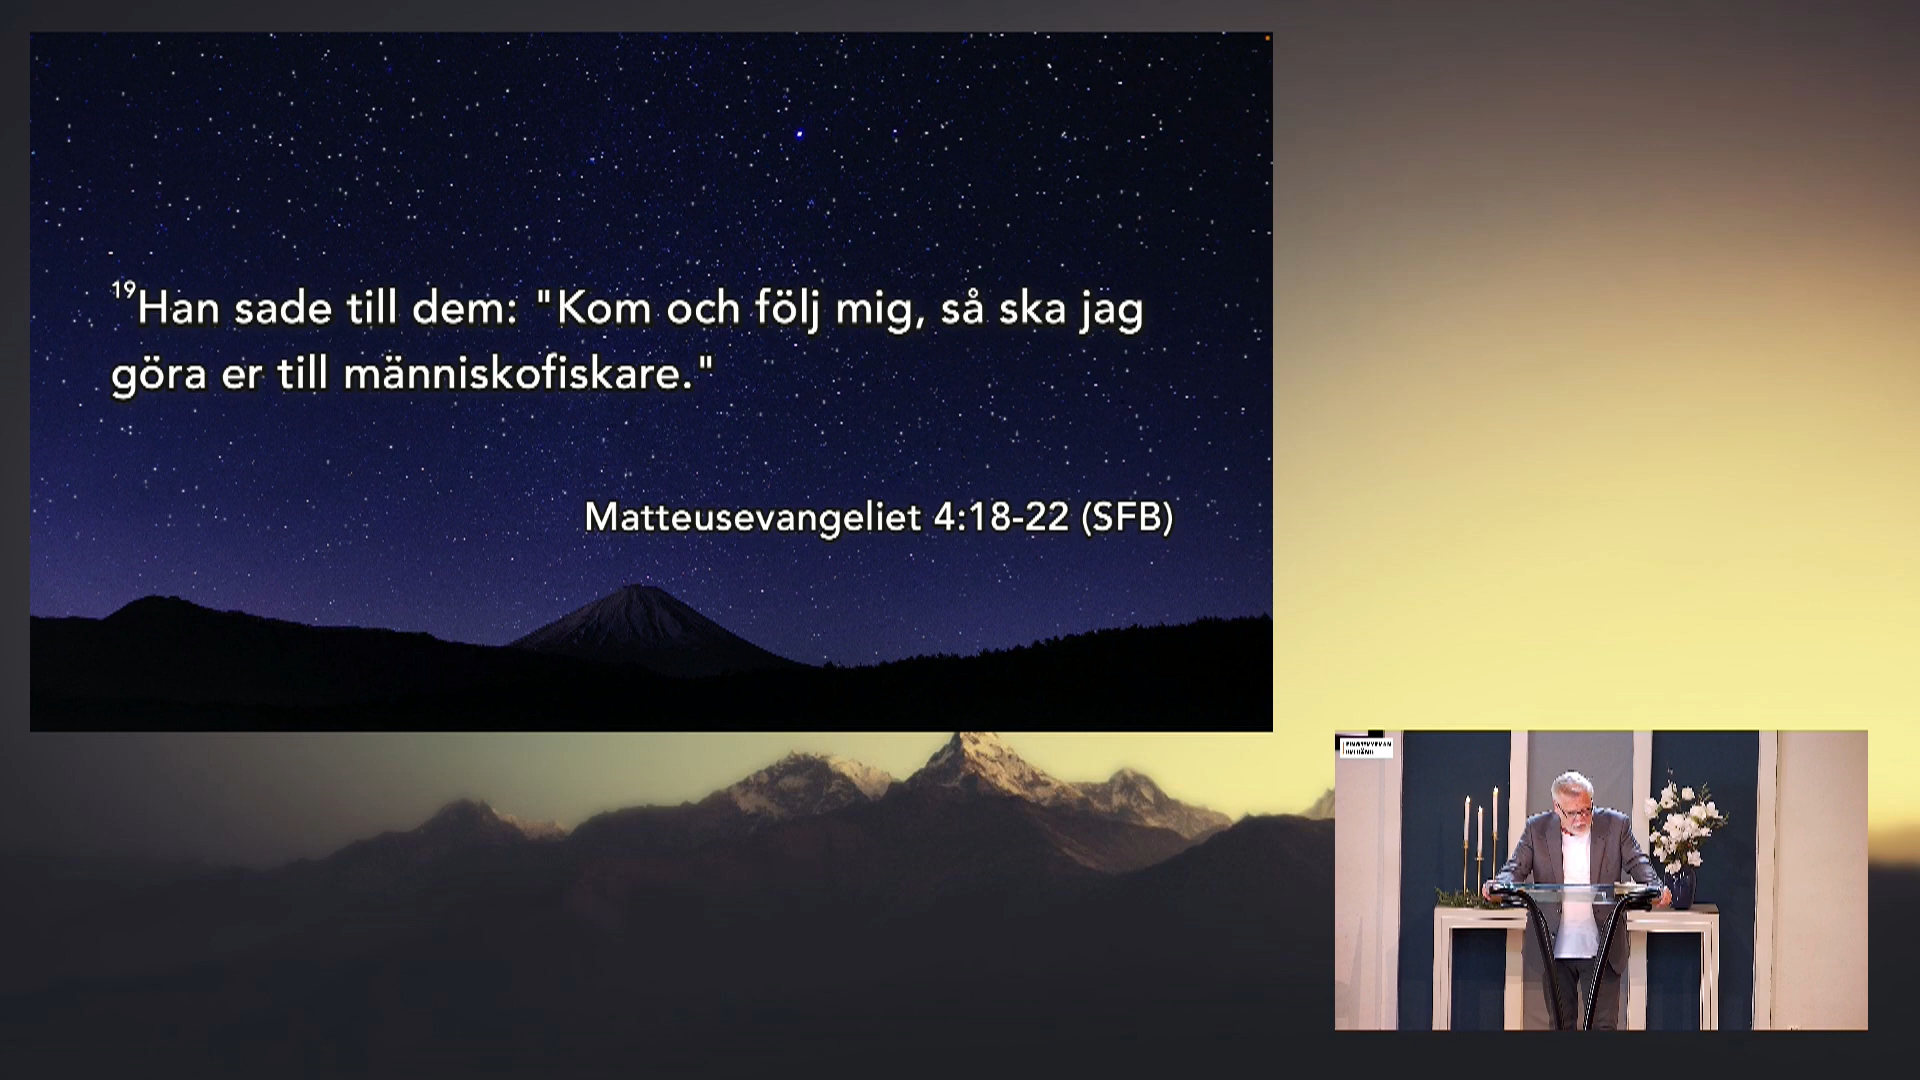 ¹⁹Han sade till dem: "Kom och följ mig, så ska jag
göra er till människofiskare."
Matteusevangeliet 4:18-22 (SFB)